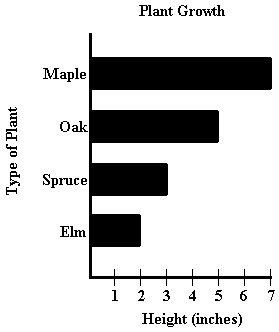 Plant Growth
Type of Plant
Maple
Oak
Spruce
Elm
1 2 3 4 5 6 7
Height (inches)